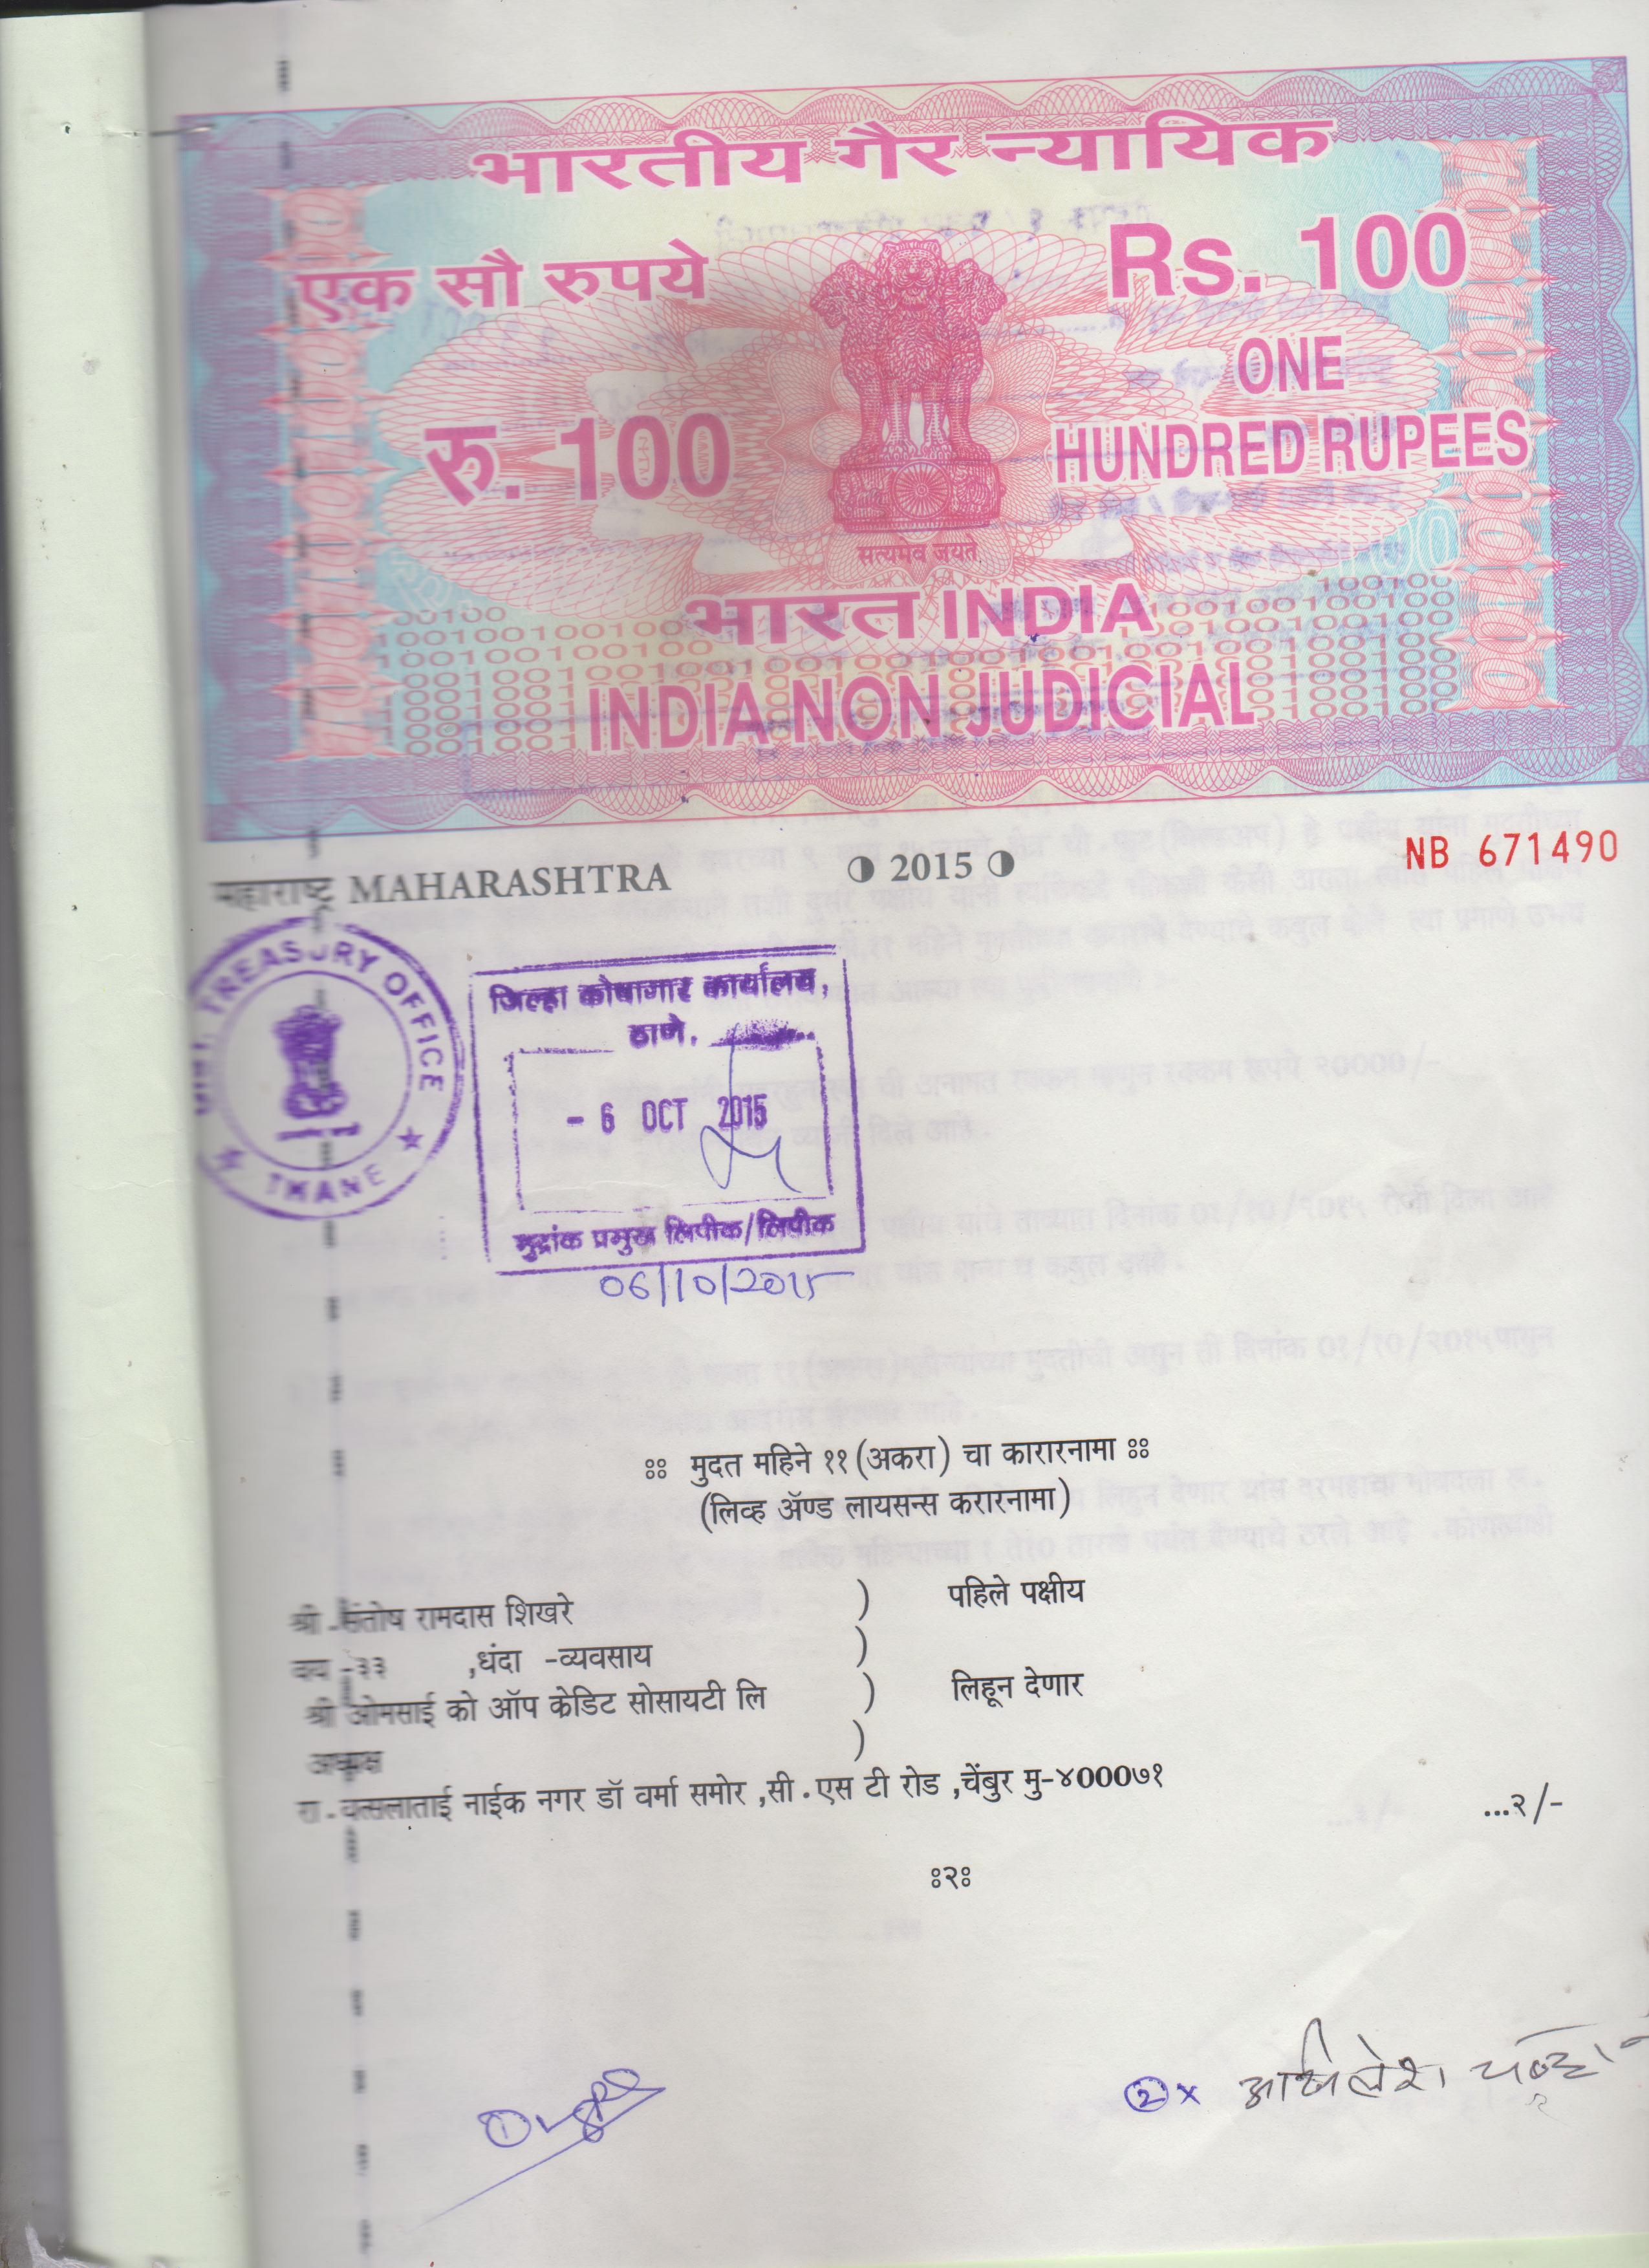 भारतीय गैर न्यायिक
एक सौ रुपये
Rs. 100
रु. 100
ONE
HUNDRED RUPEES
सत्यमेव जयते
भारत INDIA
INDIA NON JUDICIAL
महाराष्ट्र MAHARASHTRA
2015
NB 671490
TREASURY OFFICE
THANE
जिल्हा कोषागार कार्यालय,
ठाणे.
- 6 OCT 2015
मुद्रांक प्रमुख लिपीक/लिपीक
06/10/2015
ःः मुदत महिने ११(अकरा) चा कारारनामा ःः
(लिव्ह ॲण्ड लायसन्स करारनामा)
श्री .संतोष रामदास शिखरे ) पहिले पक्षीय
वय -३३ ,धंदा -व्यवसाय )
श्री ओमसाई को ऑप क्रेडिट सोसायटी लि ) लिहून देणार
अध्यक्ष )
रा .वत्सलाताई नाईक नगर डॉ वर्मा समोर ,सी.एस टी रोड ,चेंबुर मु-४०००७१
...२/-
ः२ः
①
② x अखिलेश